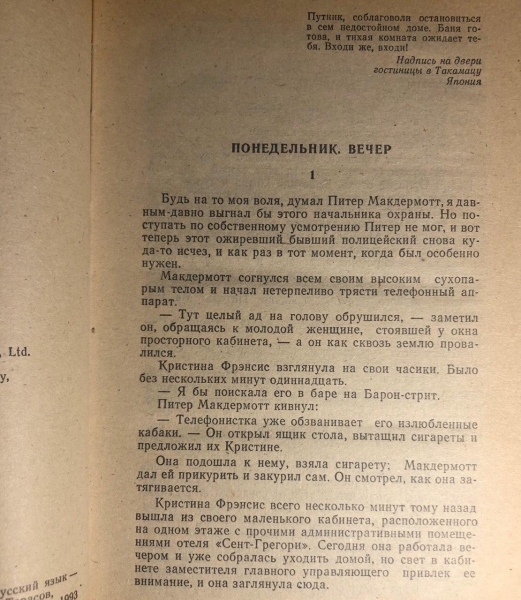 Путник, соблаговоли остановиться
в сем недостойном доме. Баня го-
това, и тихая комната ожидает те-
бя. Входи же, входи!
Надпись на двери
гостиницы в Такамацу
Япония
ПОНЕДЕЛЬНИК. ВЕЧЕР
1
Будь на то моя воля, думал Питер Макдермотт, я дав-
ным-давно выгнал бы этого начальника охраны. Но по-
ступать по собственному усмотрению Питер не мог, и вот
теперь этот ожиревший бывший полицейский снова ку-
да-то исчез, и как раз в тот момент, когда был особенно
нужен.
Макдермотт согнулся всем своим высоким сухопа-
рым телом и начал нетерпеливо трясти телефонный ап-
парат.
— Тут целый ад на голову обрушился, — заметил
он, обращаясь к молодой женщине, стоявшей у окна
просторного кабинета, — а он как сквозь землю прова-
лился.
Кристина Фрэнсис взглянула на свои часики. Было
без нескольких минут одиннадцать.
— Я бы поискала его в баре на Барон-стрит.
Питер Макдермотт кивнул:
— Телефонистка уже обзванивает его излюбленные
кабаки. — Он открыл ящик стола, вытащил сигареты и
предложил их Кристине.
Она подошла к нему, взяла сигарету; Макдермотт
дал ей прикурить и закурил сам. Он смотрел, как она за-
тягивается.
Кристина Фрэнсис всего несколько минут тому назад
вышла из своего маленького кабинета, расположенного
на одном этаже с прочими административными помеще-
ниями отеля «Сент-Грегори». Сегодня она работала ве-
чером и уже собралась уходить домой, но свет в каби-
нете заместителя главного управляющего привлек ее
внимание, и она заглянула сюда.
, Ltd.
y,
усский язык —
арасов,
1993